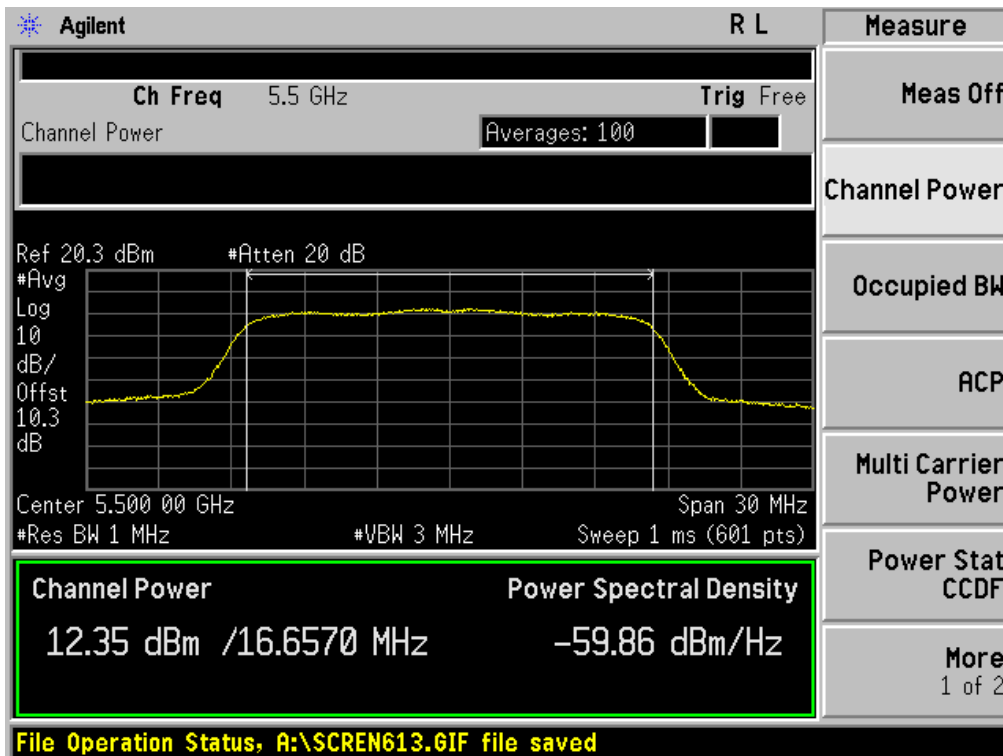 Agilent R L
Measure
Ch Freq 5.5 GHz Trig Free
Channel Power Averages: 100
Ref 20.3 dBm #Atten 20 dB
#Avg
Log
10
dB/
Offst
10.3
dB
Center 5.500 00 GHz Span 30 MHz
#Res BW 1 MHz #VBW 3 MHz Sweep 1 ms (601 pts)
Channel Power Power Spectral Density
12.35 dBm /16.6570 MHz -59.86 dBm/Hz
Meas Off
Channel Power
Occupied BW
ACP
Multi Carrier
Power
Power Stat
CCDF
More
1 of 2
File Operation Status, A:\SCREN613.GIF file saved